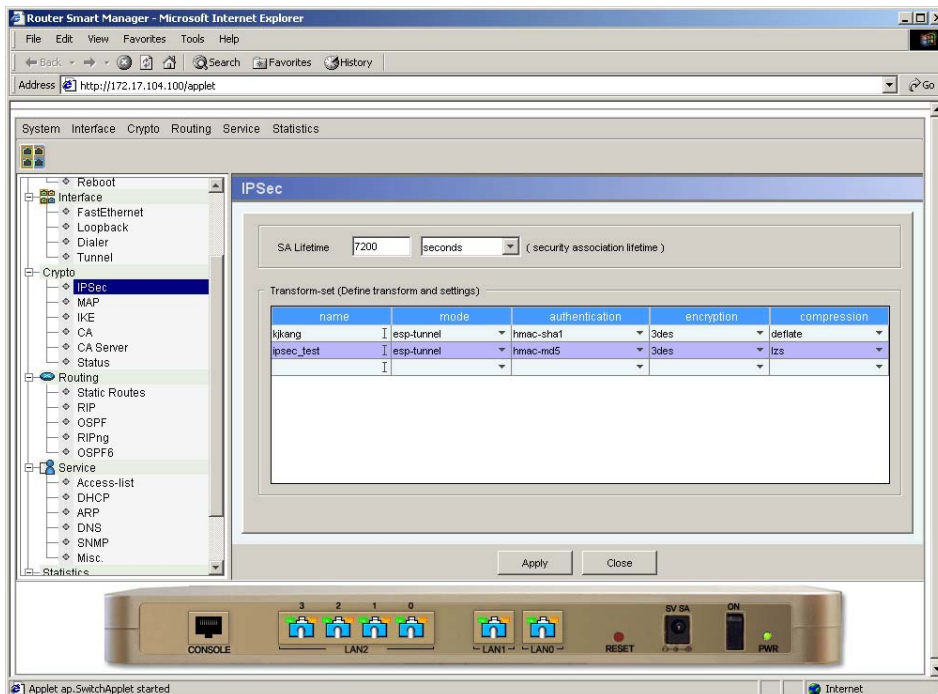 Router Smart Manager - Microsoft Internet Explorer
File Edit View Favorites Tools Help
Back Search Favorites History
Address http://172.17.104.100/applet Go
System Interface Crypto Routing Service Statistics
Reboot
Interface
FastEthernet
Loopback
Dialer
Tunnel
Crypto
IPSec
MAP
IKE
CA
CA Server
Status
Routing
Static Routes
RIP
OSPF
RIPng
OSPF6
Service
Access-list
DHCP
ARP
DNS
SNMP
Misc.
Statistics
IPSec
SA Lifetime 7200 seconds ( security association lifetime )
Transform-set (Define transform and settings)
name mode authentication encryption compression
kjkang esp-tunnel hmac-sha1 3des deflate
ipsec_test esp-tunnel hmac-md5 3des lzs
Apply Close
3 2 1 0
CONSOLE
LAN2
LAN1 LAN0
RESET
5V 5A
ON
PWR
Applet ap.SwitchApplet started
Internet